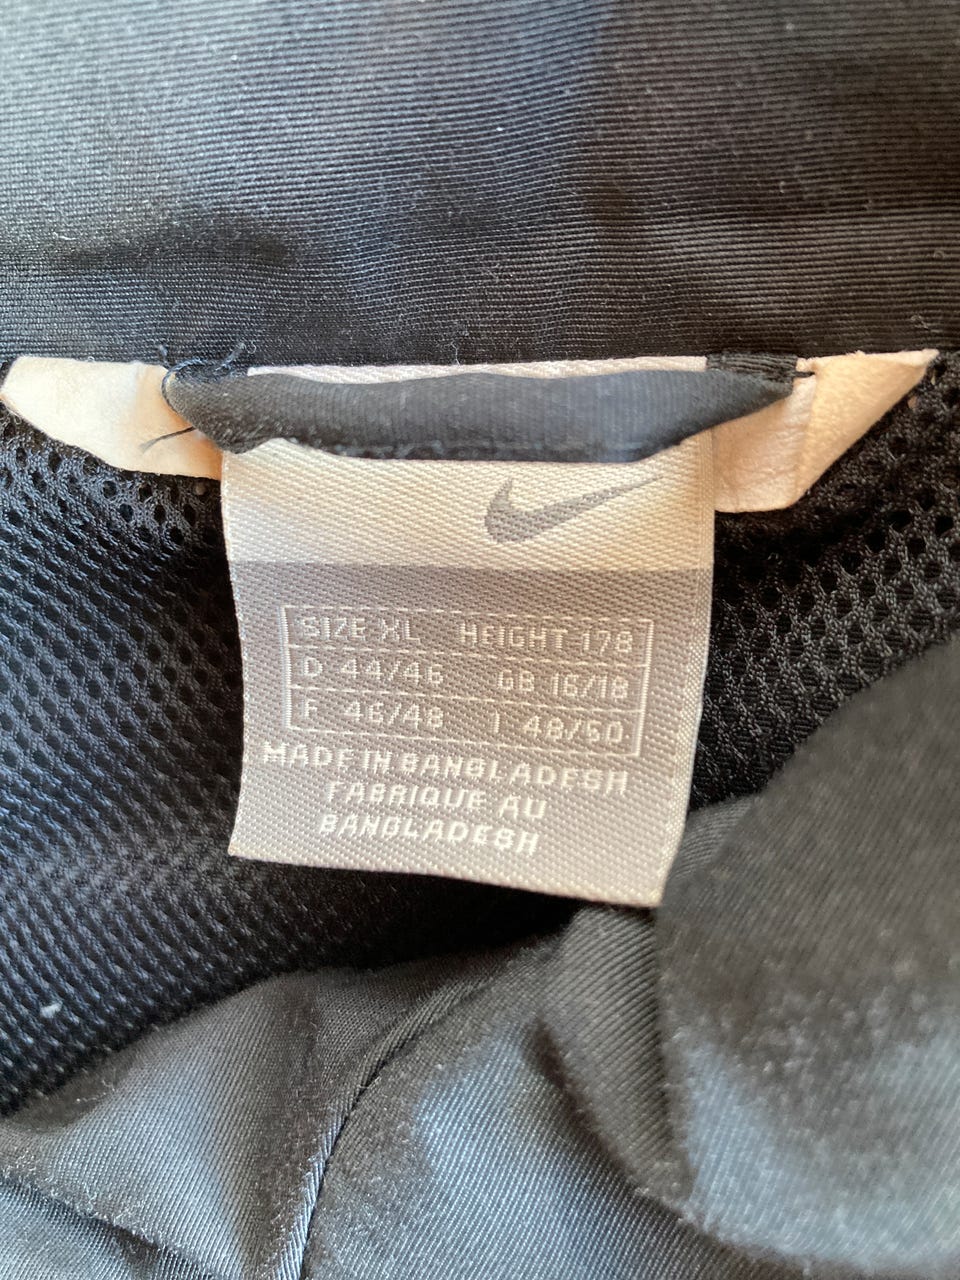 SIZE XL HEIGHT 178
D 44/46 GB 16/18
F 46/48 I 48/50
MADE IN BANGLADESH
FABRIQUE AU
BANGLADESH